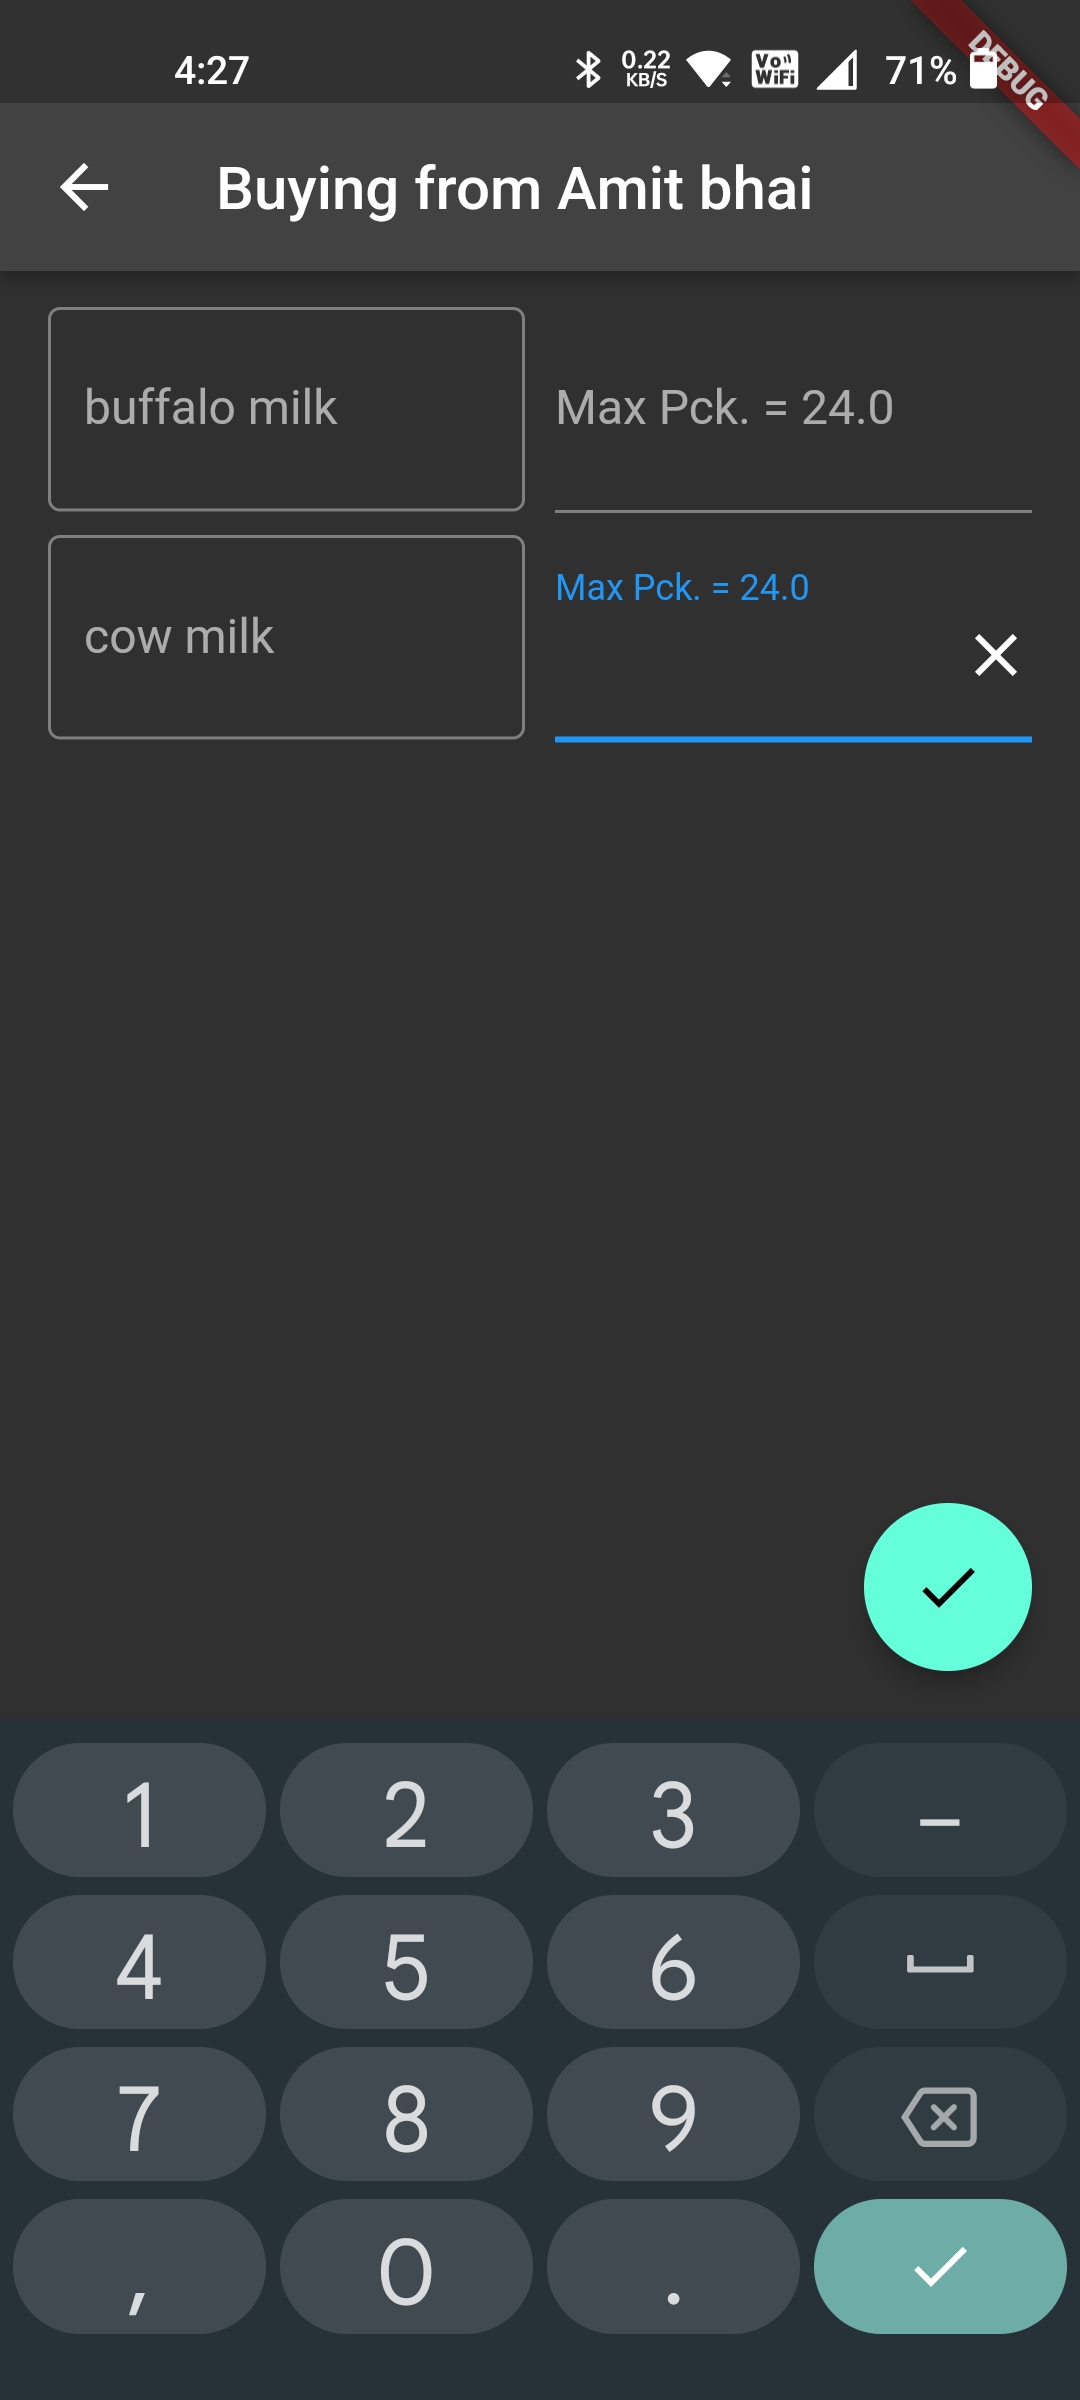 4:27
0.22 KB/S
Vo WiFi
71%
DEBUG
Buying from Amit bhai
buffalo milk
Max Pck. = 24.0
cow milk
Max Pck. = 24.0
1 2 3 –
4 5 6
7 8 9
, 0 .